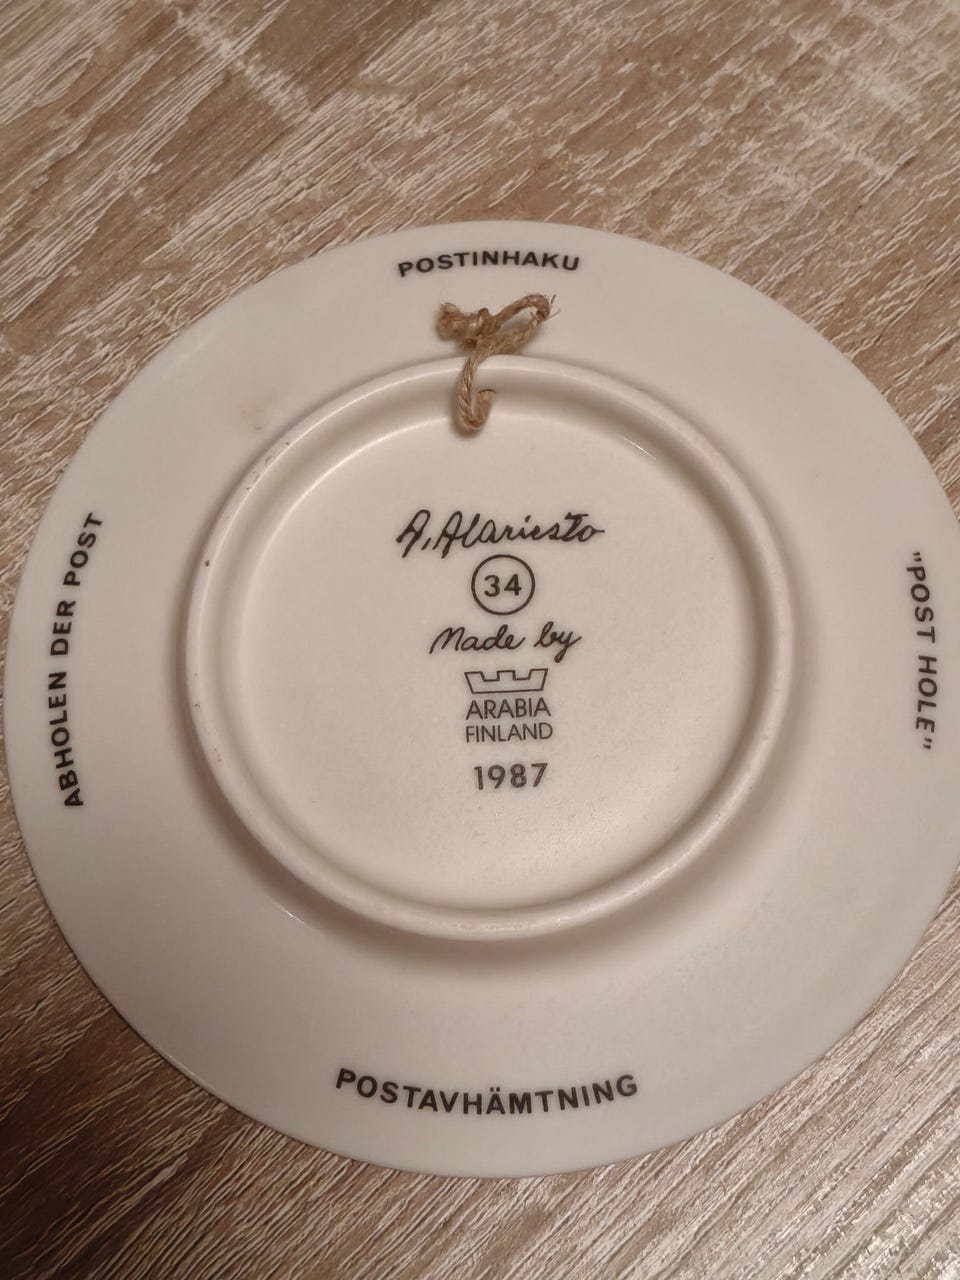 POSTINHAKU
A. Alariesto
34
Made by
ARABIA
FINLAND
1987
ABHOLEN DER POST
"POST HOLE"
POSTAVHÄMTNING